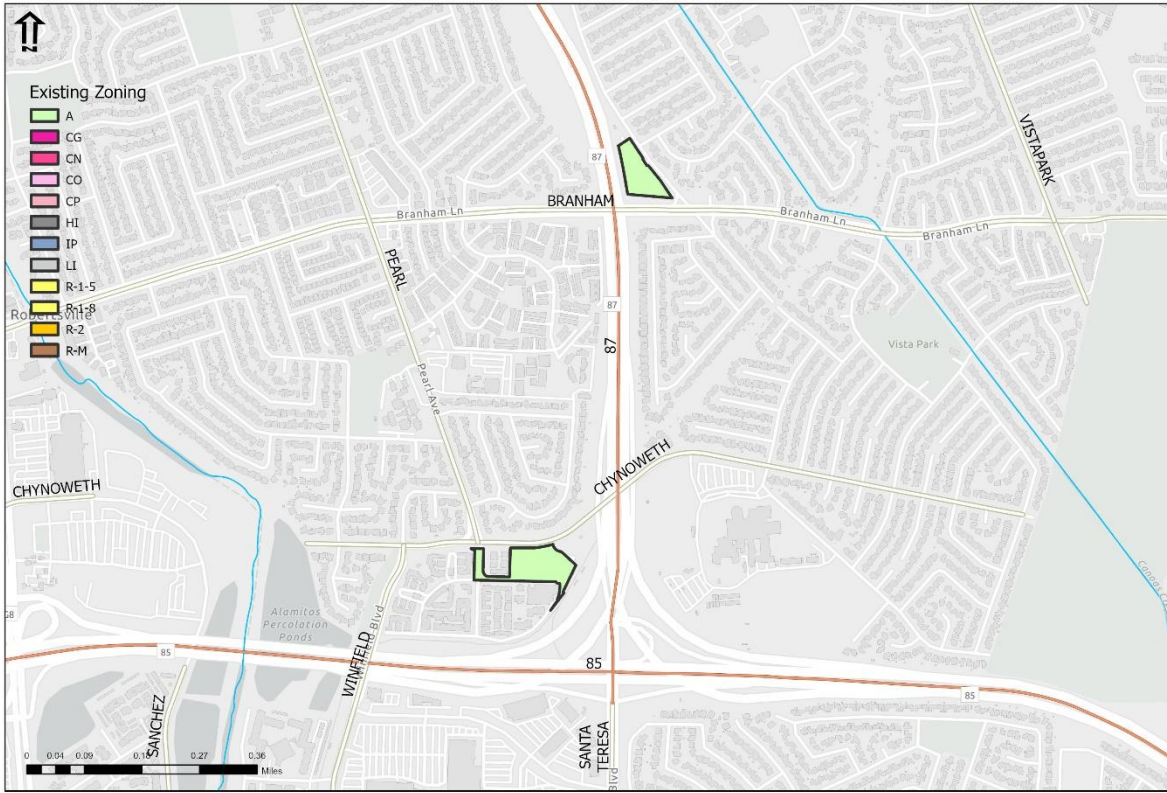 N
Existing Zoning
A
CG
CN
CO
CP
HI
IP
LI
R-1-5
R-1-8
R-2
R-M
87
VISTAPARK
BRANHAM
Branham Ln
Branham Ln
Branham Ln
PEARL
87
87
Robertsville
Vista Park
Pearl Ave
CHYNOWETH
CHYNOWETH
Alamitos
Percolation
Ponds
WINFIELD
85
85
85
SANCHEZ
SANTA
TERESA
Blvd
0 0.04 0.09 0.18 0.27 0.36
Miles